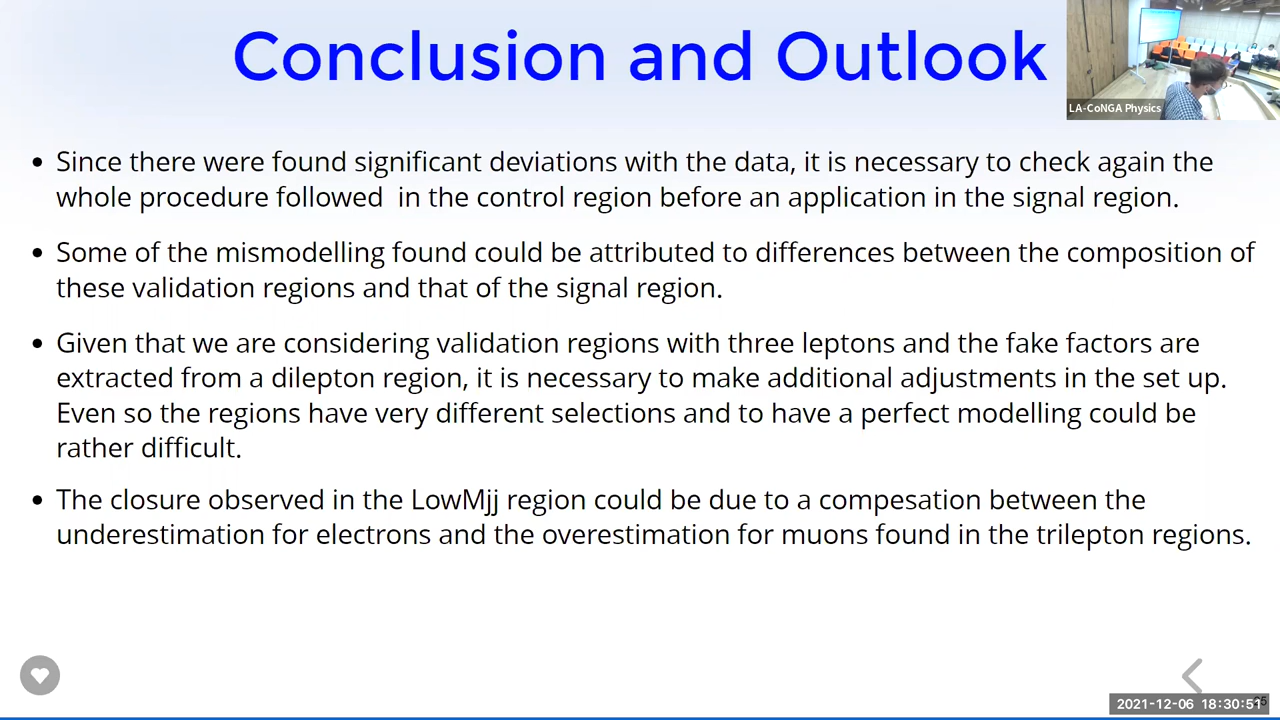 Conclusion and Outlook
LA-CoNGA Physics
• Since there were found significant deviations with the data, it is necessary to check again the
whole procedure followed in the control region before an application in the signal region.
• Some of the mismodelling found could be attributed to differences between the composition of
these validation regions and that of the signal region.
• Given that we are considering validation regions with three leptons and the fake factors are
extracted from a dilepton region, it is necessary to make additional adjustments in the set up.
Even so the regions have very different selections and to have a perfect modelling could be
rather difficult.
• The closure observed in the LowMjj region could be due to a compesation between the
underestimation for electrons and the overestimation for muons found in the trilepton regions.
2021-12-06 18:30:51